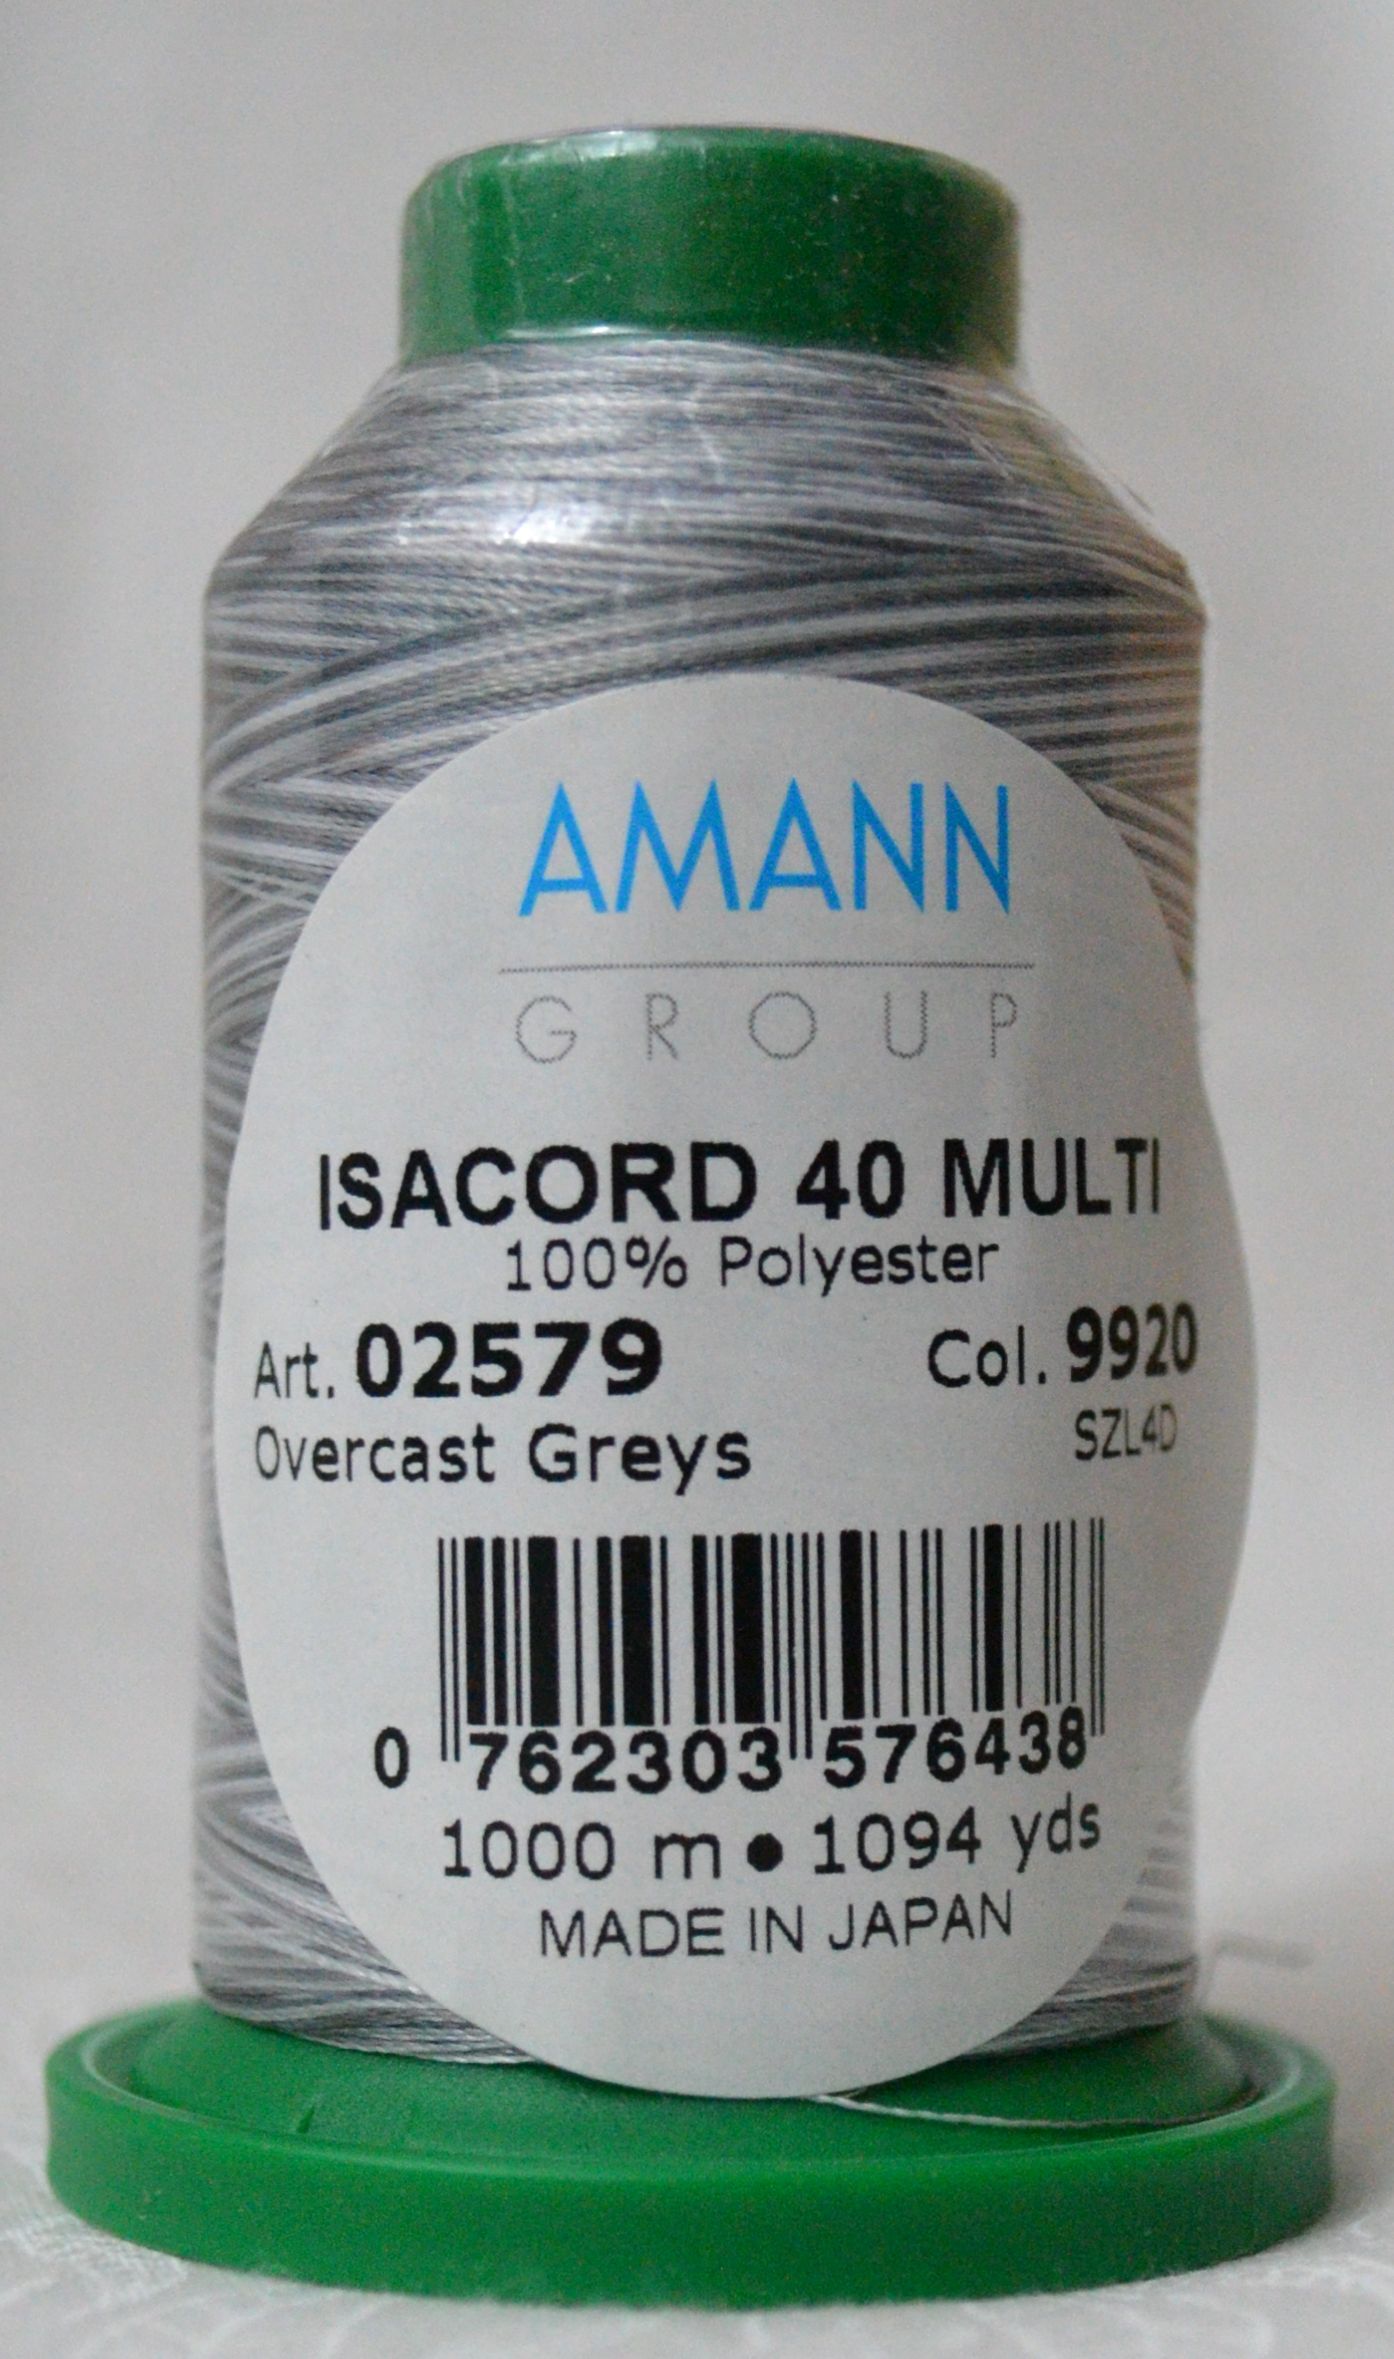 AMANN
GROUP
ISACORD 40 MULTI
100% Polyester
Art. 02579 Col. 9920
Overcast Greys SZL4D
0 762303 576438
1000 m • 1094 yds
MADE IN JAPAN